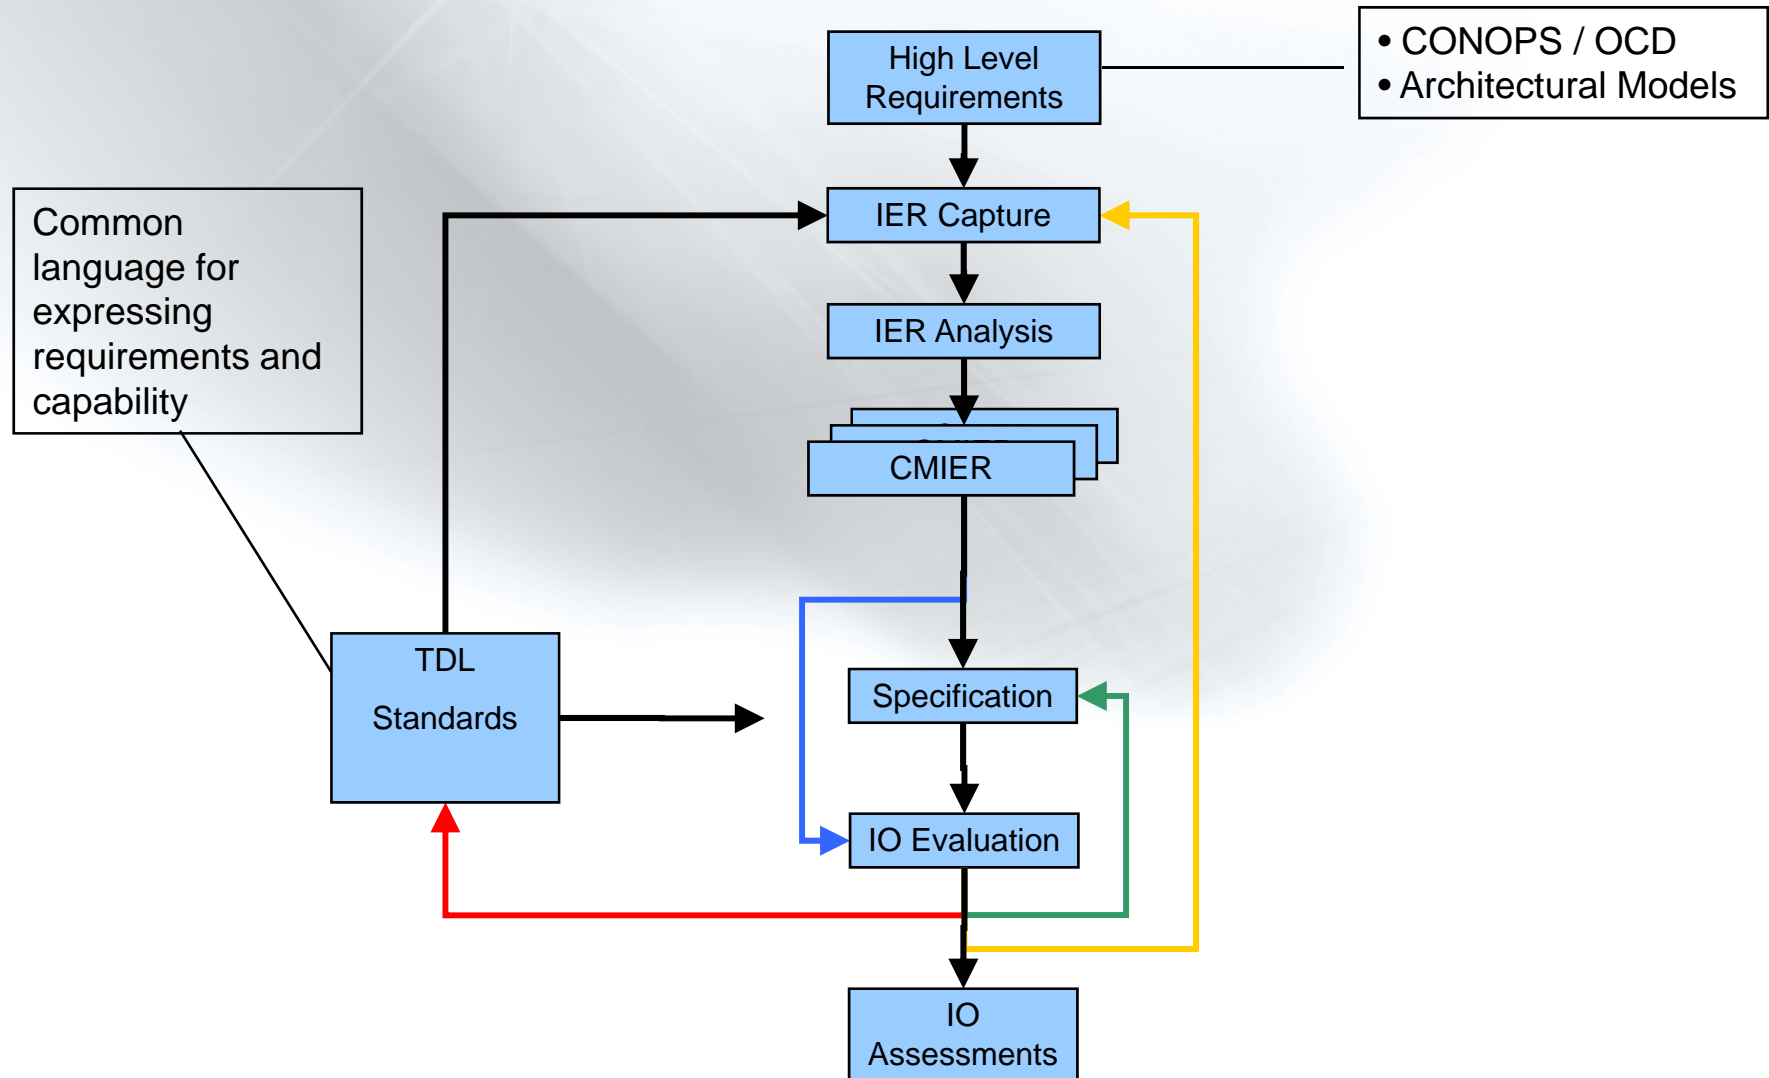 High Level
Requirements
• CONOPS / OCD
• Architectural Models
Common
language for
expressing
requirements and
capability
IER Capture
IER Analysis
CMIER
TDL
Standards
Specification
IO Evaluation
IO
Assessments